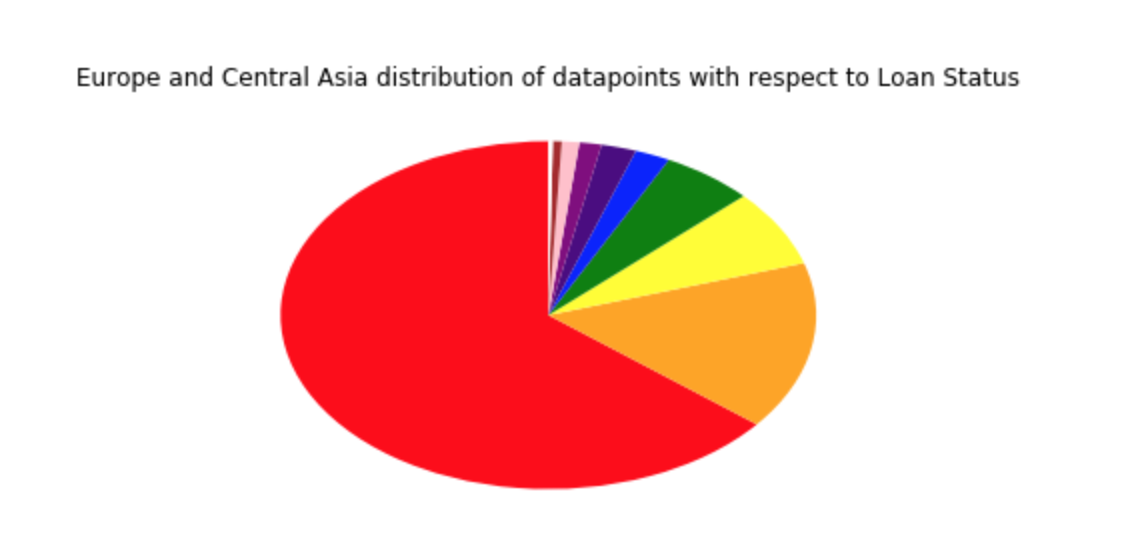 Europe and Central Asia distribution of datapoints with respect to Loan Status